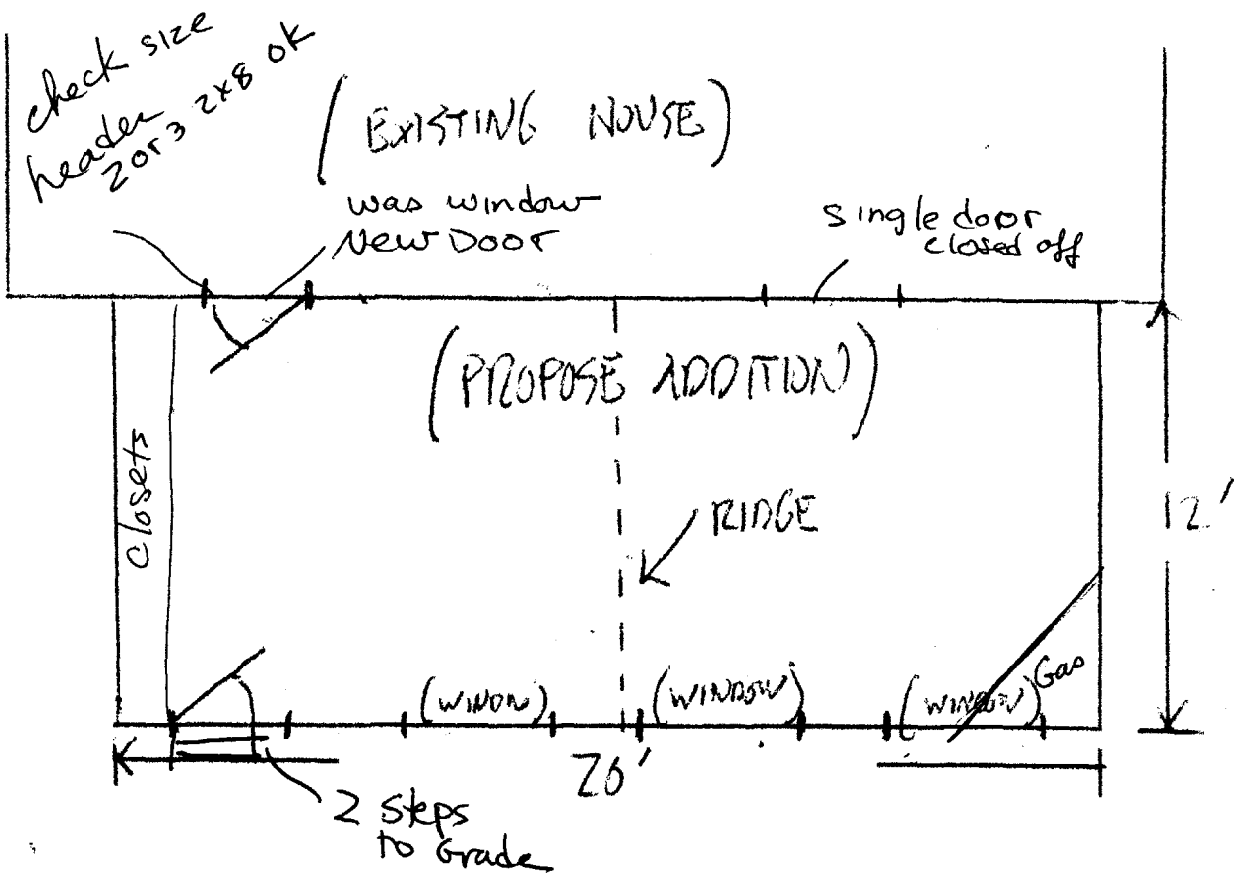 check size
header
2 or 3 2x8 ok
(EXISTING HOUSE)
was window
New Door
single door
closed off
(PROPOSE ADDITION)
Closets
RIDGE
12'
(WINDOW)
(WINDOW)
(WINDOW)
Gas
2 Steps
to Grade